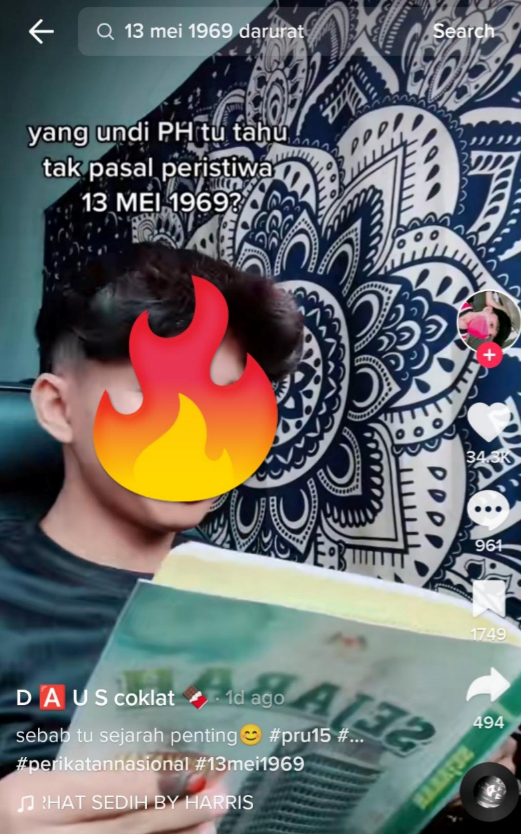 13 mei 1969 darurat
Search
yang undi PH tu tahu
tak pasal peristiwa
13 MEI 1969?
34.3K
961
1749
494
D A U S coklat 🍫 · 1d ago
sebab tu sejarah penting😊 #pru15 #...
#perikatannasional #13mei1969
HAT SEDIH BY HARRIS
SEJARAH